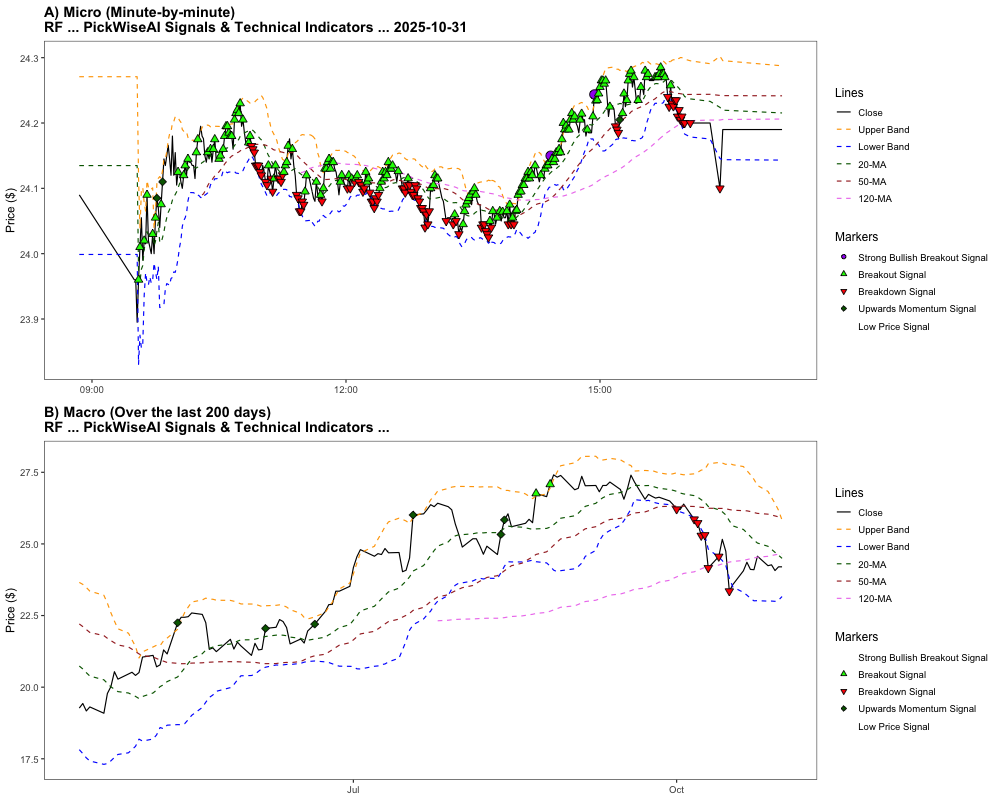 A) Micro (Minute-by-minute)
RF ... PickWiseAI Signals & Technical Indicators ... 2025-10-31
Price ($)
24.3
24.2
24.1
24.0
23.9
09:00
12:00
15:00
Lines
Close
Upper Band
Lower Band
20-MA
50-MA
120-MA
Markers
Strong Bullish Breakout Signal
Breakout Signal
Breakdown Signal
Upwards Momentum Signal
Low Price Signal
B) Macro (Over the last 200 days)
RF ... PickWiseAI Signals & Technical Indicators ...
Price ($)
27.5
25.0
22.5
20.0
17.5
Jul
Oct
Lines
Close
Upper Band
Lower Band
20-MA
50-MA
120-MA
Markers
Strong Bullish Breakout Signal
Breakout Signal
Breakdown Signal
Upwards Momentum Signal
Low Price Signal